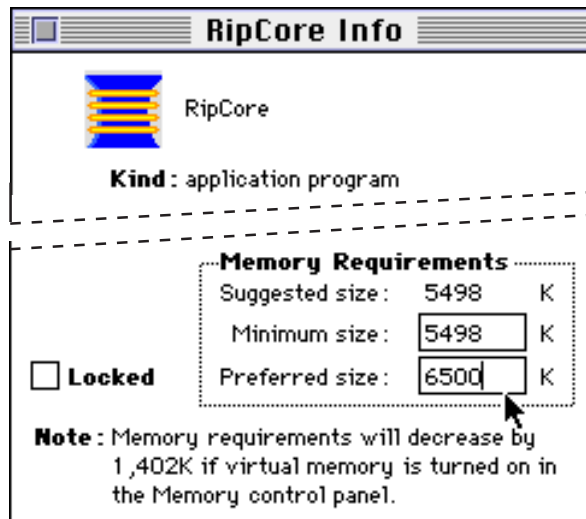 RipCore Info
RipCore
Kind : application program
Memory Requirements
Suggested size : 5498 K
Minimum size : 5498 K
Locked
Preferred size : 6500 K
Note : Memory requirements will decrease by
1,402K if virtual memory is turned on in
the Memory control panel.